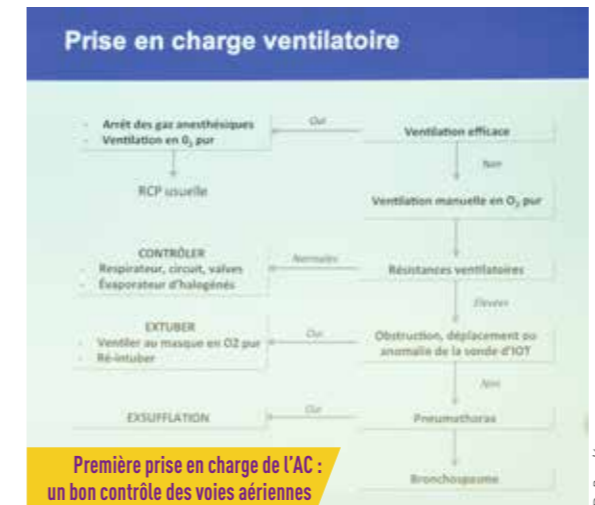 Prise en charge ventilatoire
- Arrêt des gaz anesthésiques
- Ventilation en 0₂ pur
Oui
Ventilation efficace
Non
RCP usuelle
Ventilation manuelle en O₂ pur
CONTRÔLER
- Respirateur, circuit, valves
- Évaporateur d'halogénés
Normales
Résistances ventilatoires
Élevées
EXTUBER
- Ventiler au masque en O2 pur
- Ré-intuber
Oui
Obstruction, déplacement ou
anomalie de la sonde d'IOT
Non
EXSUFFLATION
Oui
Pneumothorax
Bronchospasme
Première prise en charge de l'AC :
un bon contrôle des voies aériennes